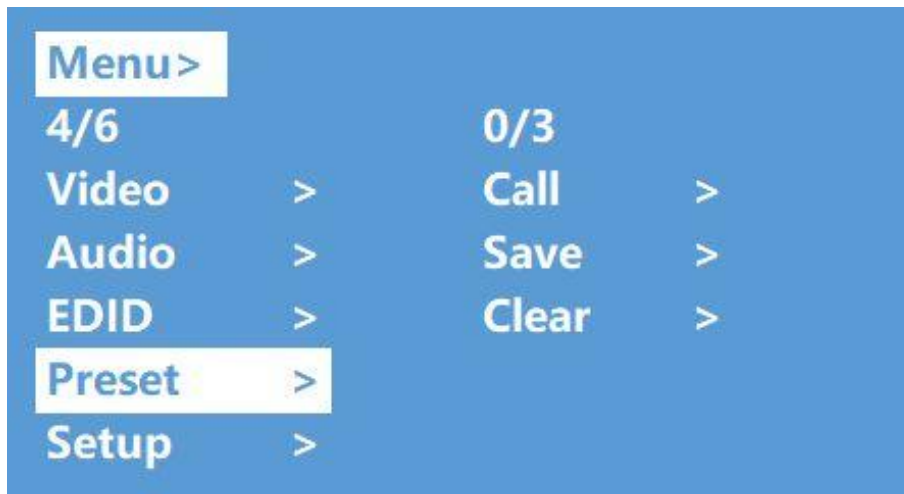 Menu>
4/6 0/3
Video > Call >
Audio > Save >
EDID > Clear >
Preset >
Setup >